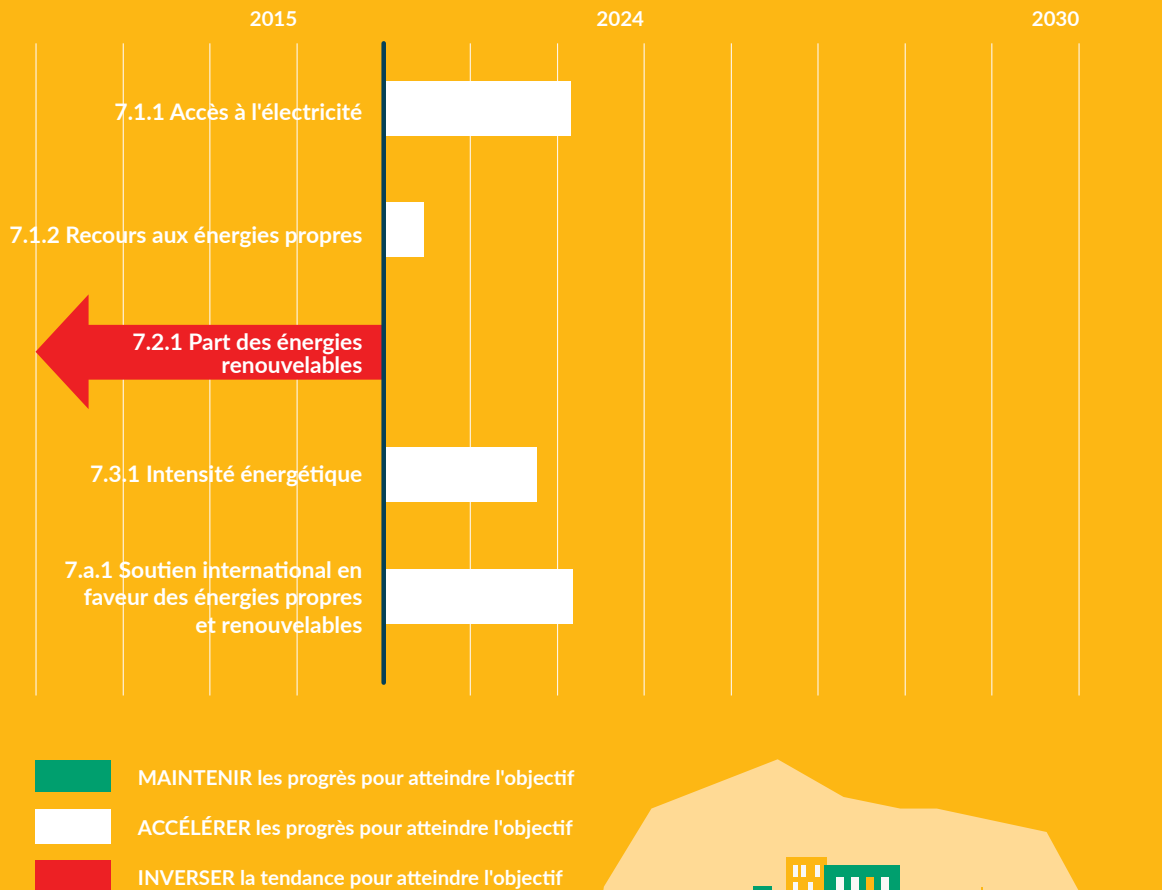 2015 2024 2030
7.1.1 Accès à l'électricité
7.1.2 Recours aux énergies propres
7.2.1 Part des énergies
renouvelables
7.3.1 Intensité énergétique
7.a.1 Soutien international en
faveur des énergies propres
et renouvelables
MAINTENIR les progrès pour atteindre l'objectif
ACCÉLÉRER les progrès pour atteindre l'objectif
INVERSER la tendance pour atteindre l'objectif